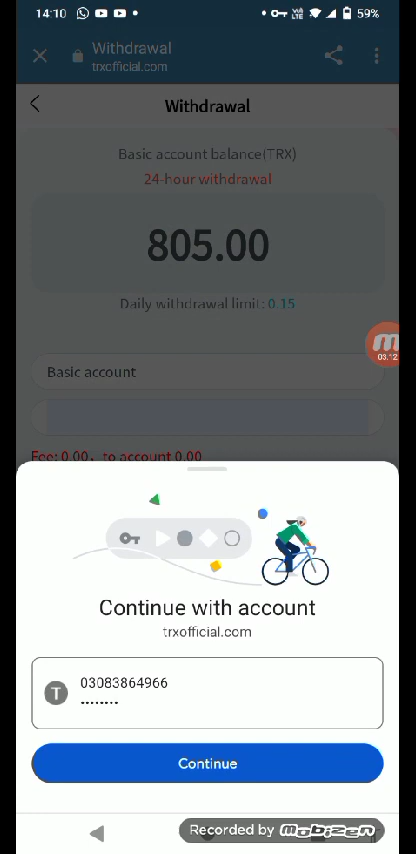 14:10
59%
Withdrawal
trxofficial.com
Withdrawal
Basic account balance(TRX)
24-hour withdrawal
805.00
Daily withdrawal limit: 0.15
03:12
Basic account
Fee: 0.00, to account 0.00
Continue with account
trxofficial.com
T
03083864966
••••••••
Continue
Recorded by mobizen